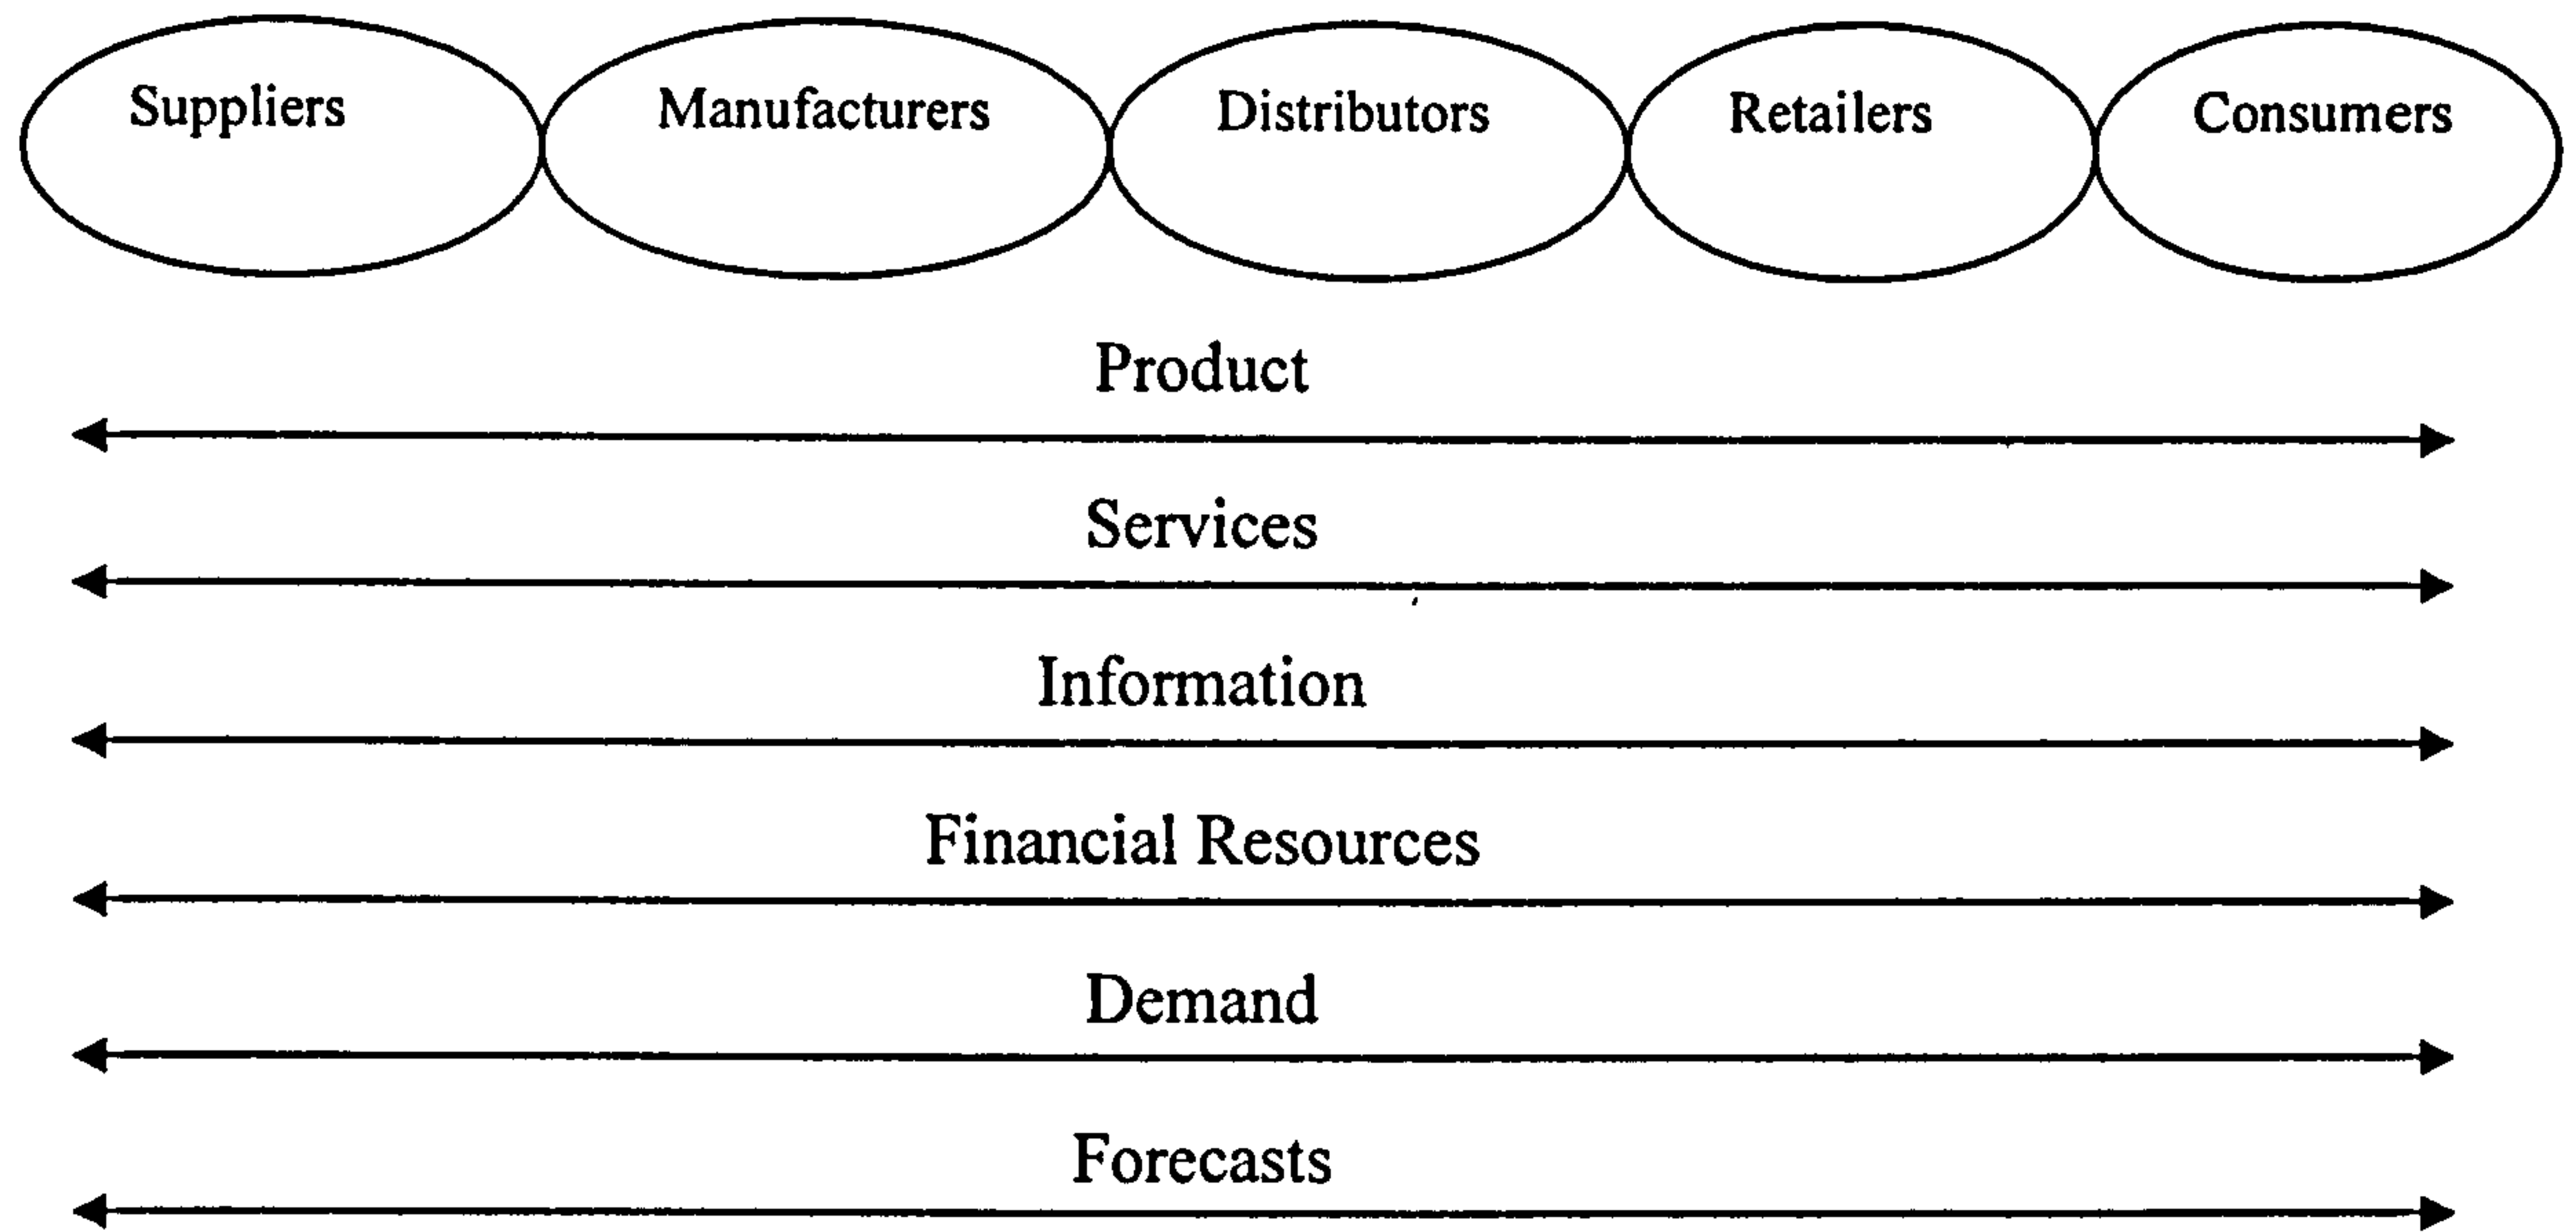 Suppliers Manufacturers Distributors Retailers Consumers
Product
Services
Information
Financial Resources
Demand
Forecasts